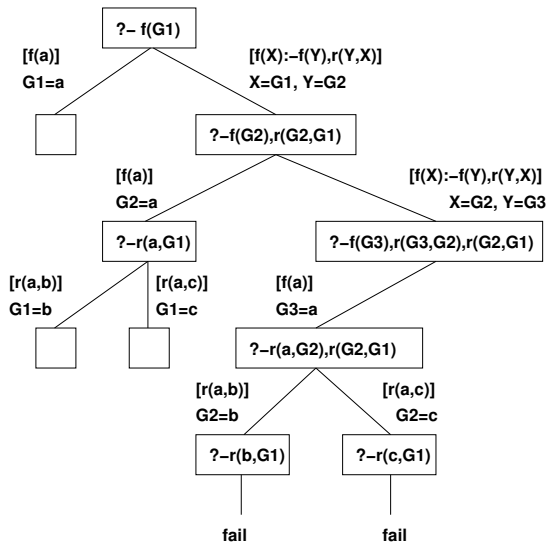 ?− f(G1)
[f(a)]
G1=a
[f(X):−f(Y),r(Y,X)]
X=G1, Y=G2
?−f(G2),r(G2,G1)
[f(a)]
G2=a
[f(X):−f(Y),r(Y,X)]
X=G2, Y=G3
?−r(a,G1)
?−f(G3),r(G3,G2),r(G2,G1)
[r(a,b)]
G1=b
[r(a,c)]
G1=c
[f(a)]
G3=a
?−r(a,G2),r(G2,G1)
[r(a,b)]
G2=b
[r(a,c)]
G2=c
?−r(b,G1)
?−r(c,G1)
fail
fail